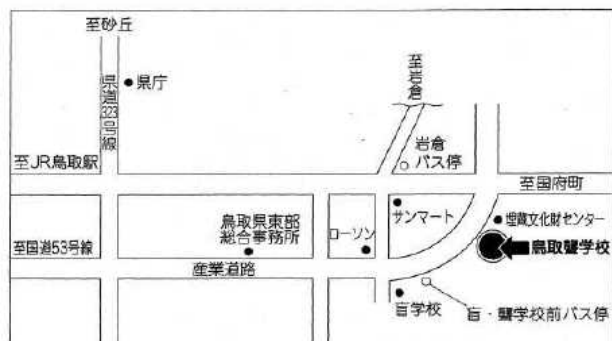 至砂丘
県道323号線
県庁
至岩倉
岩倉
バス停
至JR鳥取駅
至国府町
サンマート
埋蔵文化財センター
鳥取県東部
総合事務所
ローソン
鳥取聾学校
至国道53号線
産業道路
盲学校
盲・聾学校前バス停